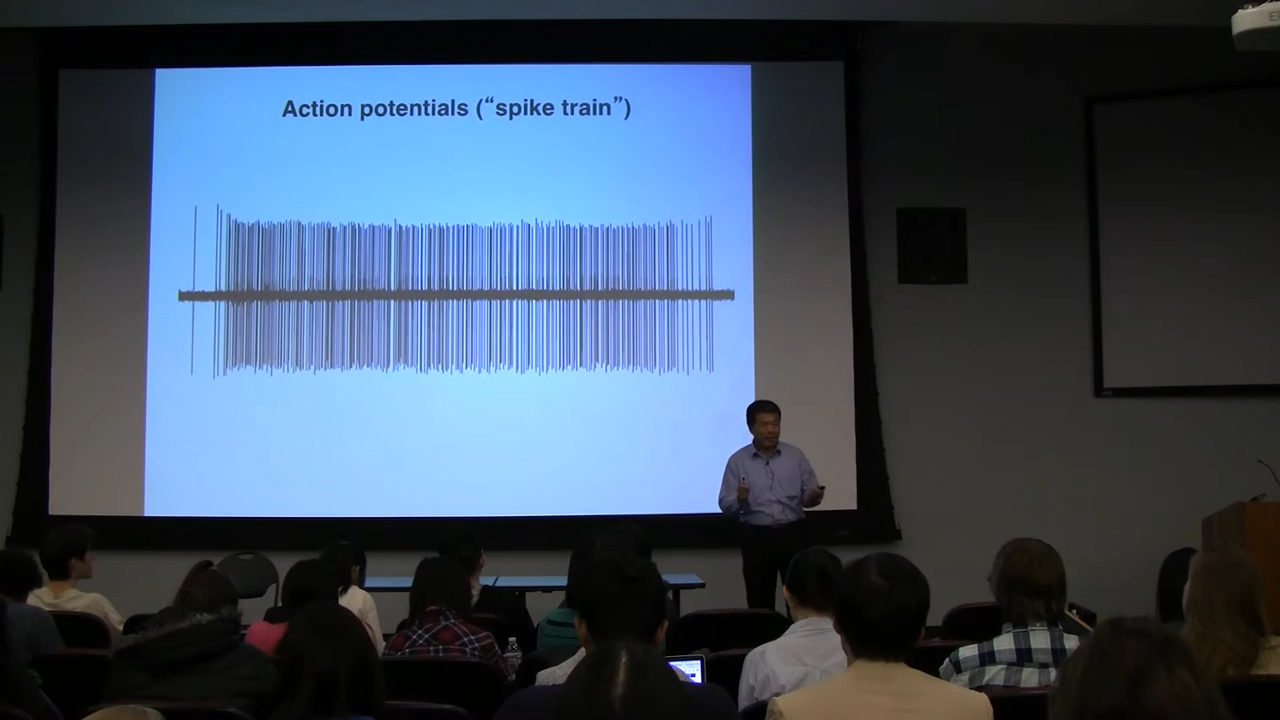 Action potentials (“spike train”)